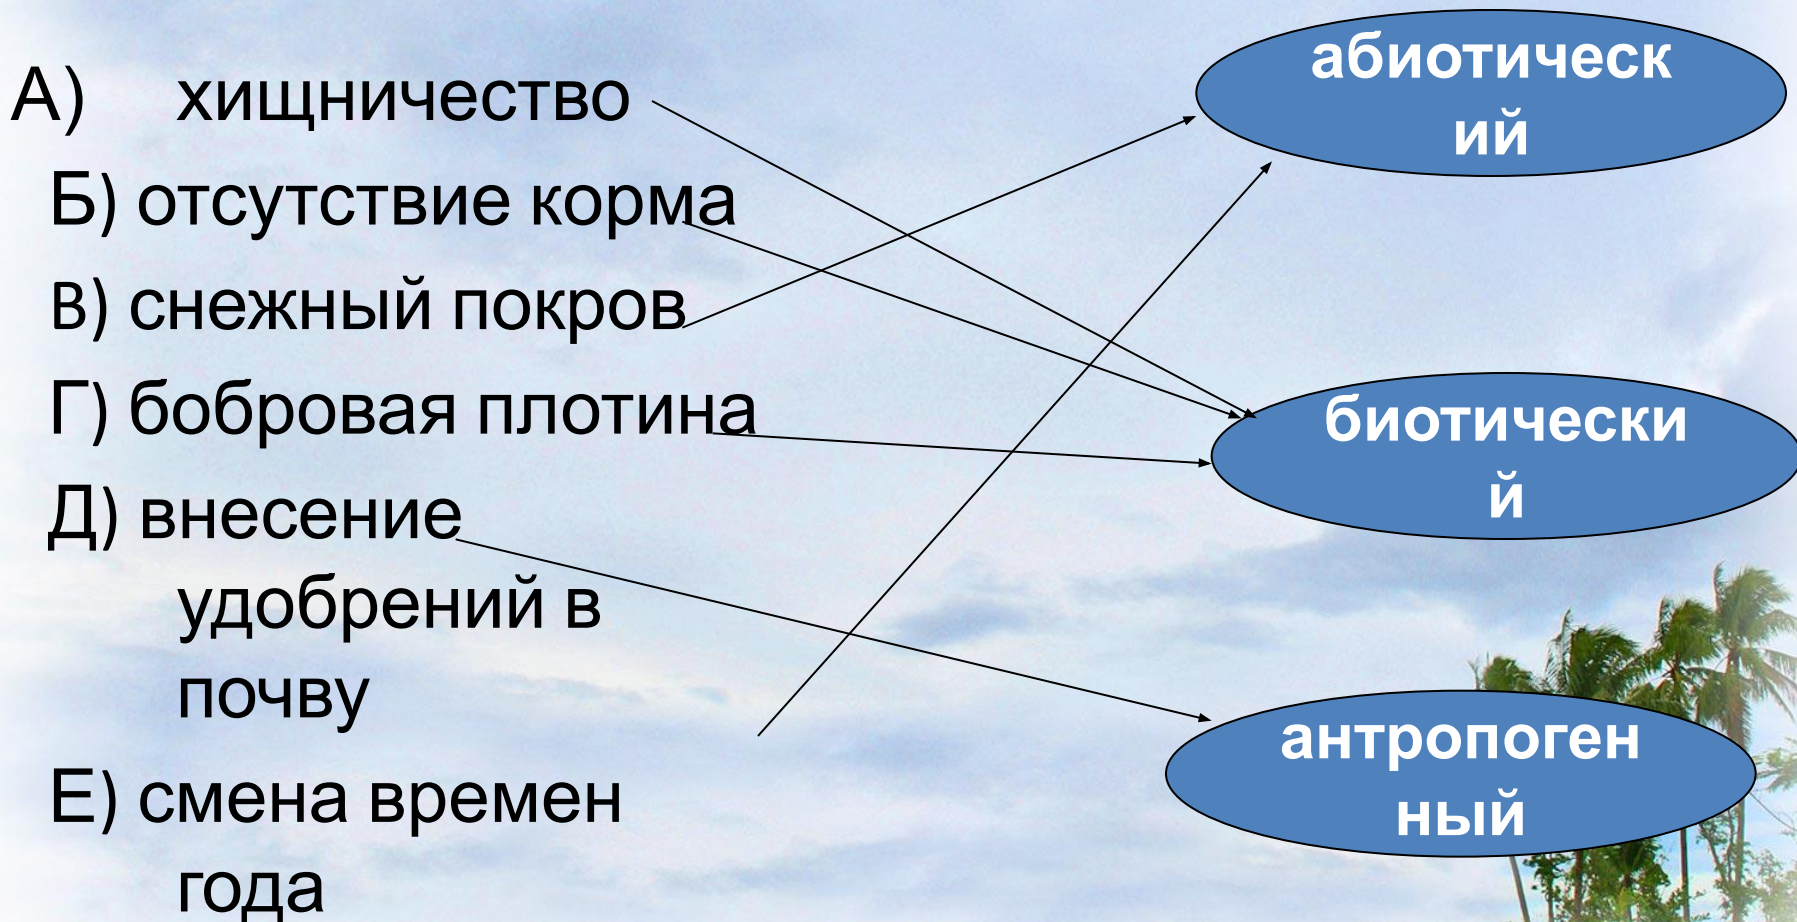 А) хищничество
Б) отсутствие корма
В) снежный покров
Г) бобровая плотина
Д) внесение
удобрений в
почву
Е) смена времен
года
абиотическ
ий
биотически
й
антропоген
ный